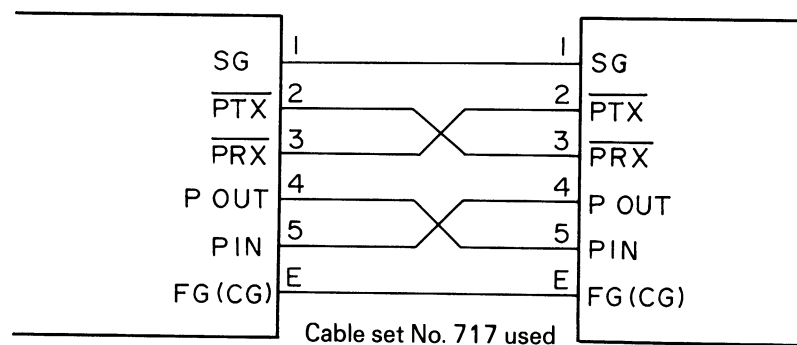 SG 1 1 SG
PTX 2 2 PTX
PRX 3 3 PRX
P OUT 4 4 P OUT
PIN 5 5 PIN
FG(CG) E E FG(CG)
Cable set No. 717 used